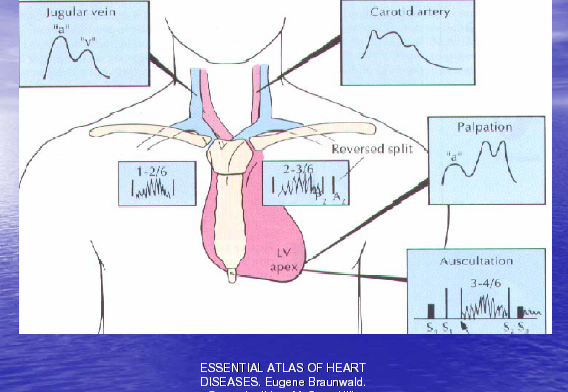 Jugular vein
"a"
"v"
Carotid artery
Palpation
"a"
1-2/6
2-3/6
P2 A2
Reversed split
LV
apex
Auscultation
3-4/6
S4 S1 S2 S3
ESSENTIAL ATLAS OF HEART
DISEASES. Eugene Braunwald.